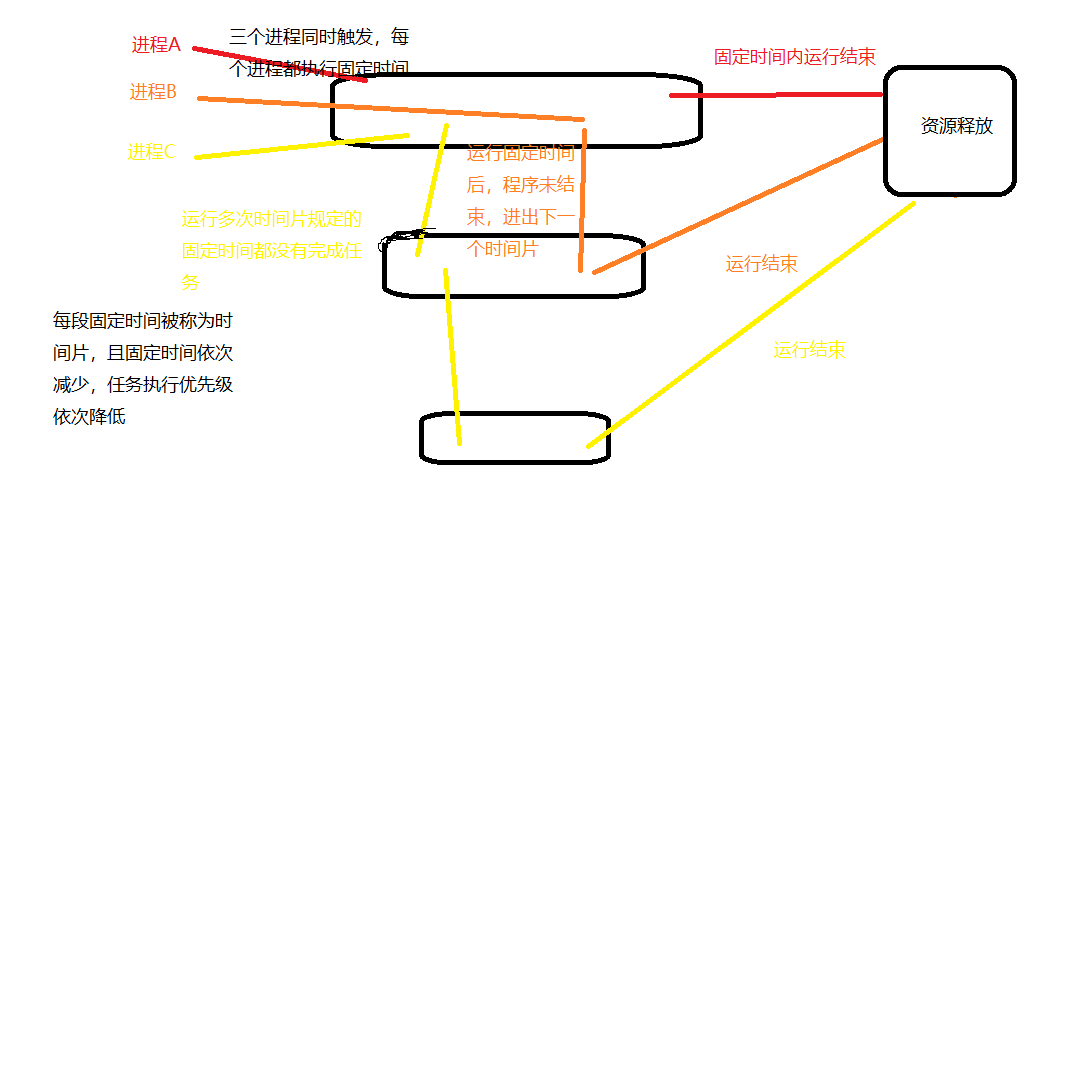 进程A
三个进程同时触发，每
个进程都执行固定时间
固定时间内运行结束
进程B
资源释放
进程C
运行固定时间
后，程序未结
束，进出下一
个时间片
运行多次时间片规定的
固定时间都没有完成任
务
运行结束
运行结束
每段固定时间被称为时
间片，且固定时间依次
减少，任务执行优先级
依次降低